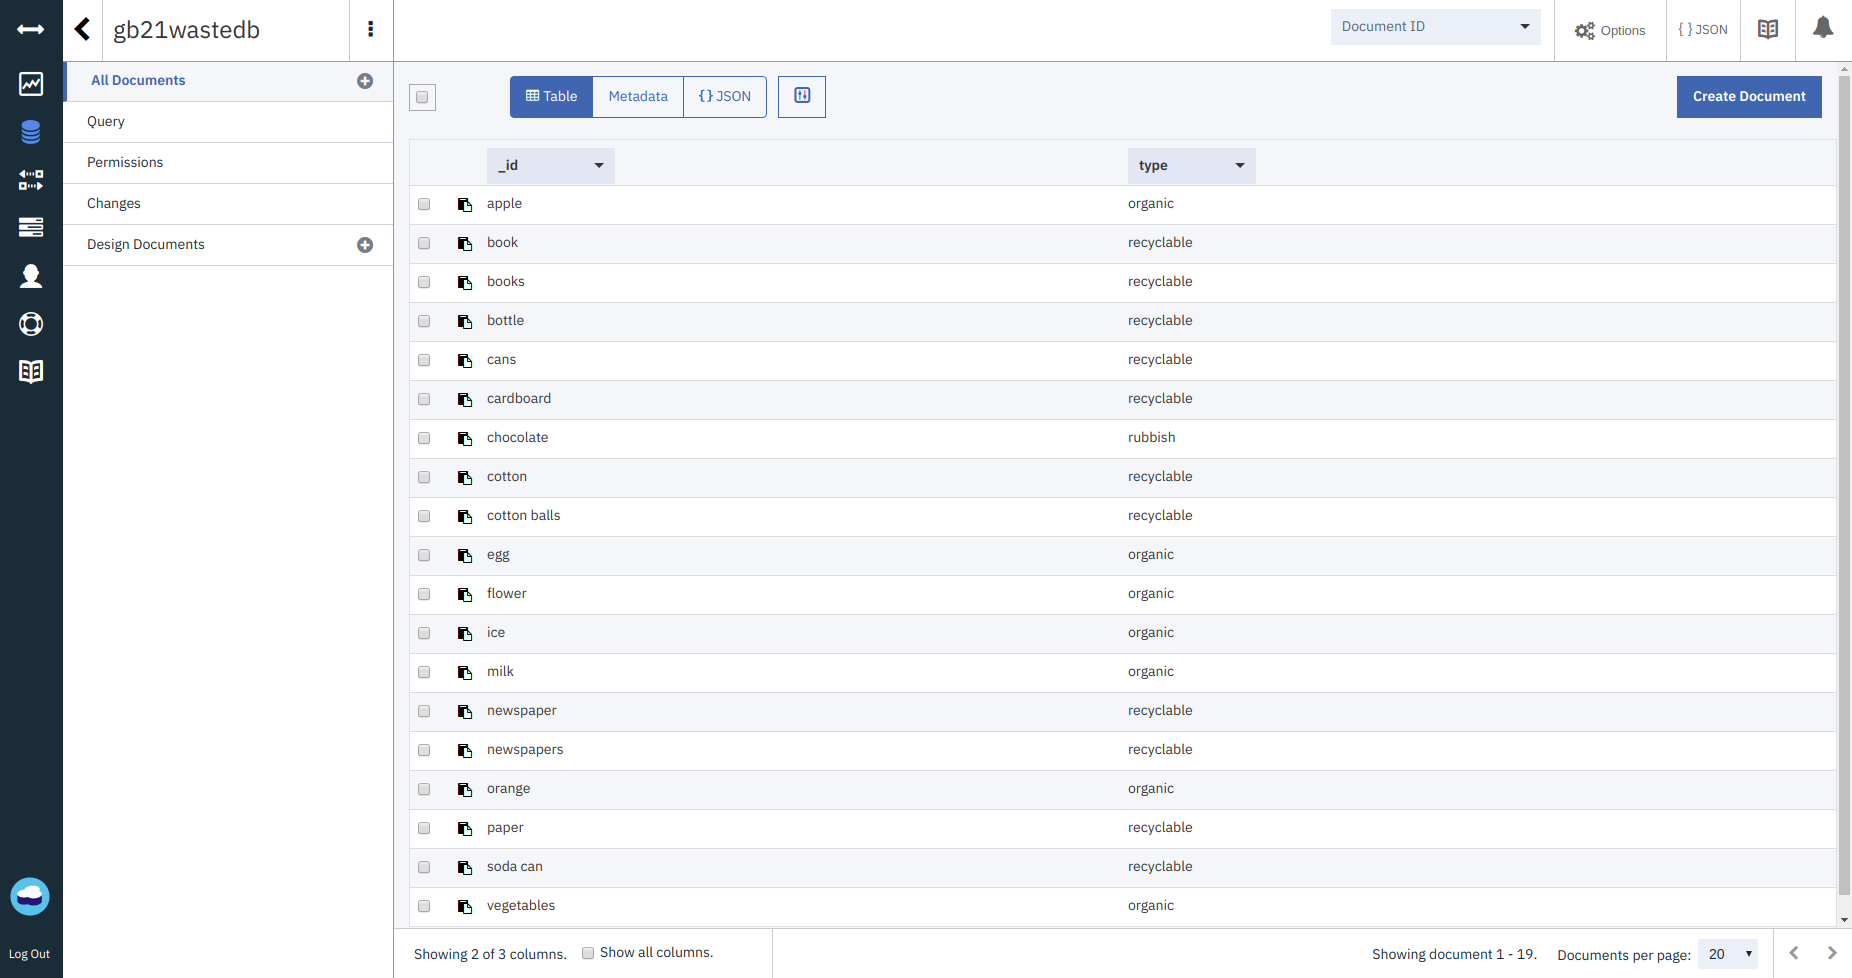 gb21wastedb
Document ID
Options
{ } JSON
All Documents
Query
Permissions
Changes
Design Documents
Table
Metadata
{ } JSON
Create Document
_id type
apple organic
book recyclable
books recyclable
bottle recyclable
cans recyclable
cardboard recyclable
chocolate rubbish
cotton recyclable
cotton balls recyclable
egg organic
flower organic
ice organic
milk organic
newspaper recyclable
newspapers recyclable
orange organic
paper recyclable
soda can recyclable
vegetables organic
Log Out
Showing 2 of 3 columns. Show all columns. Showing document 1 - 19. Documents per page: 20